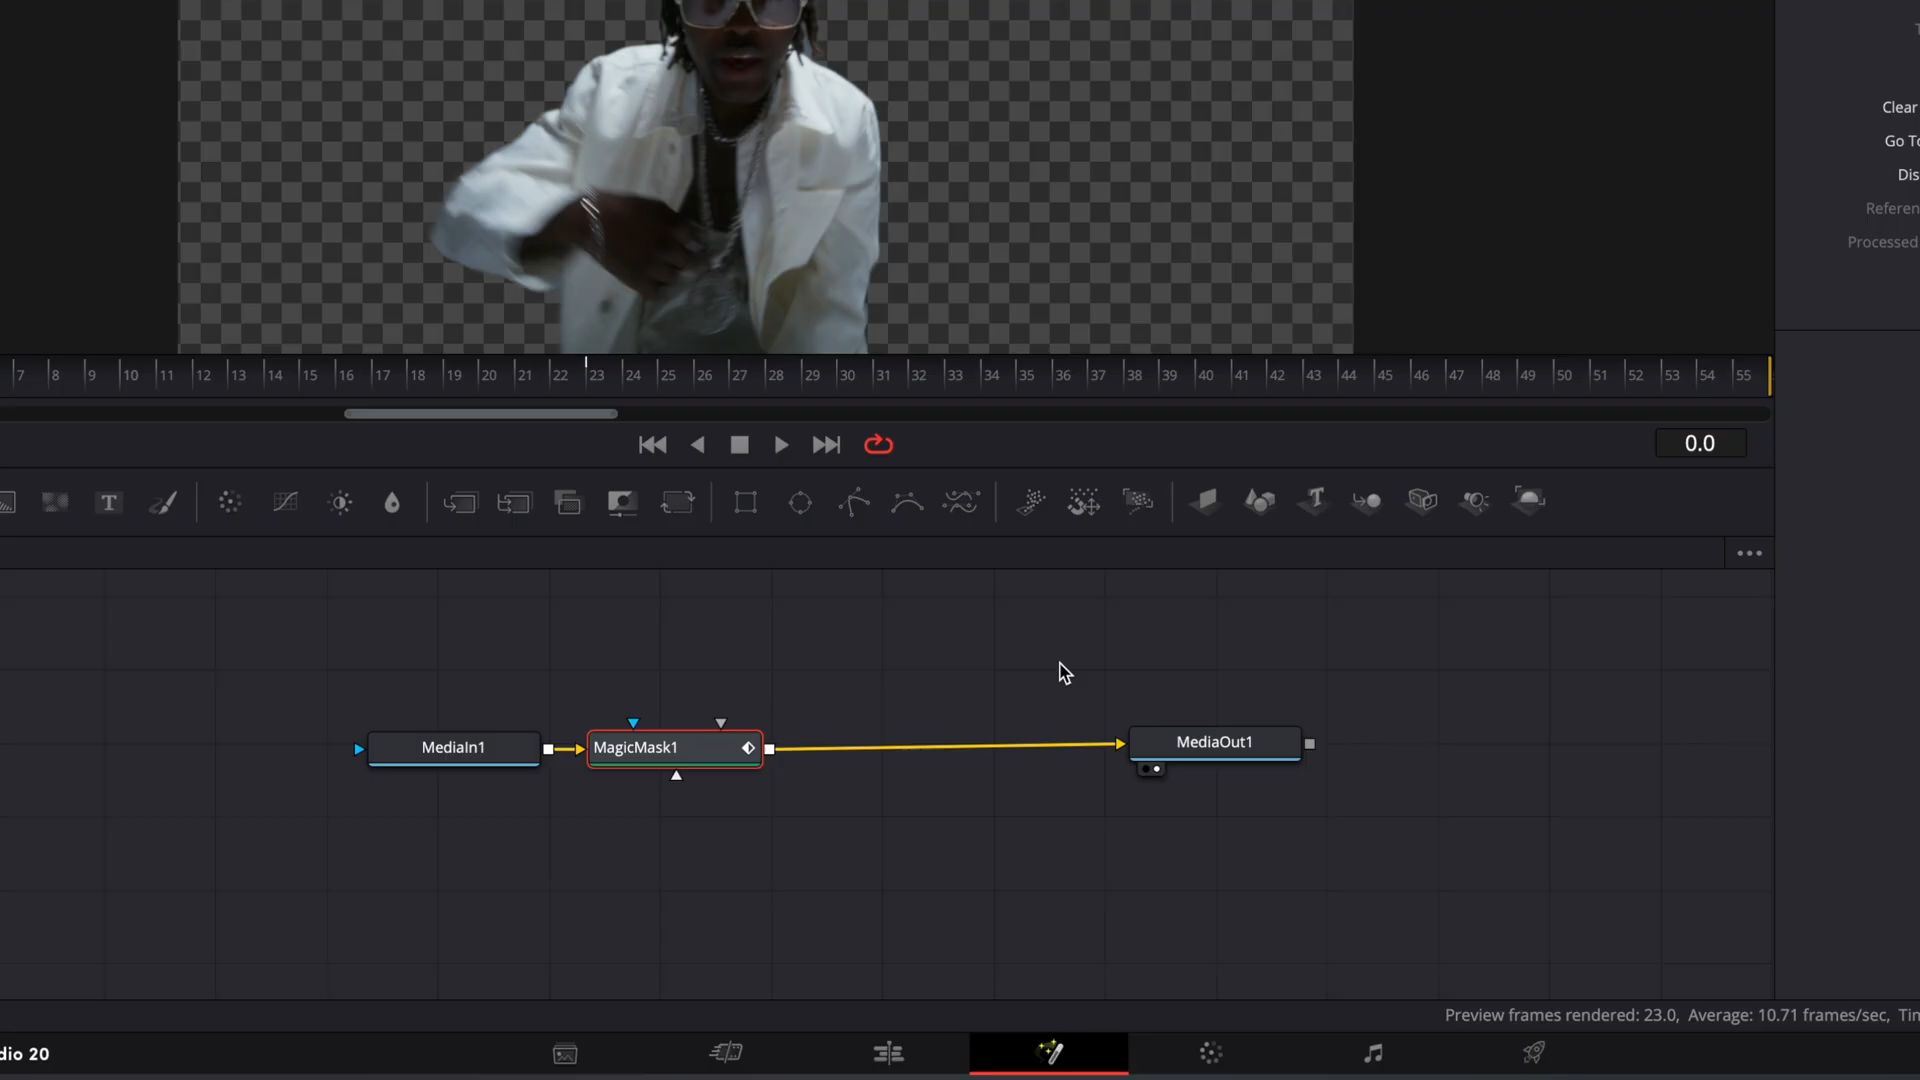 T
Clear
Go To
Dis
Referen
Processed
7 8 9 10 11 12 13 14 15 16 17 18 19 20 21 22 23 24 25 26 27 28 29 30 31 32 33 34 35 36 37 38 39 40 41 42 43 44 45 46 47 48 49 50 51 52 53 54 55
0.0
T
MediaIn1
MagicMask1
MediaOut1
Preview frames rendered: 23.0, Average: 10.71 frames/sec, Tim
dio 20